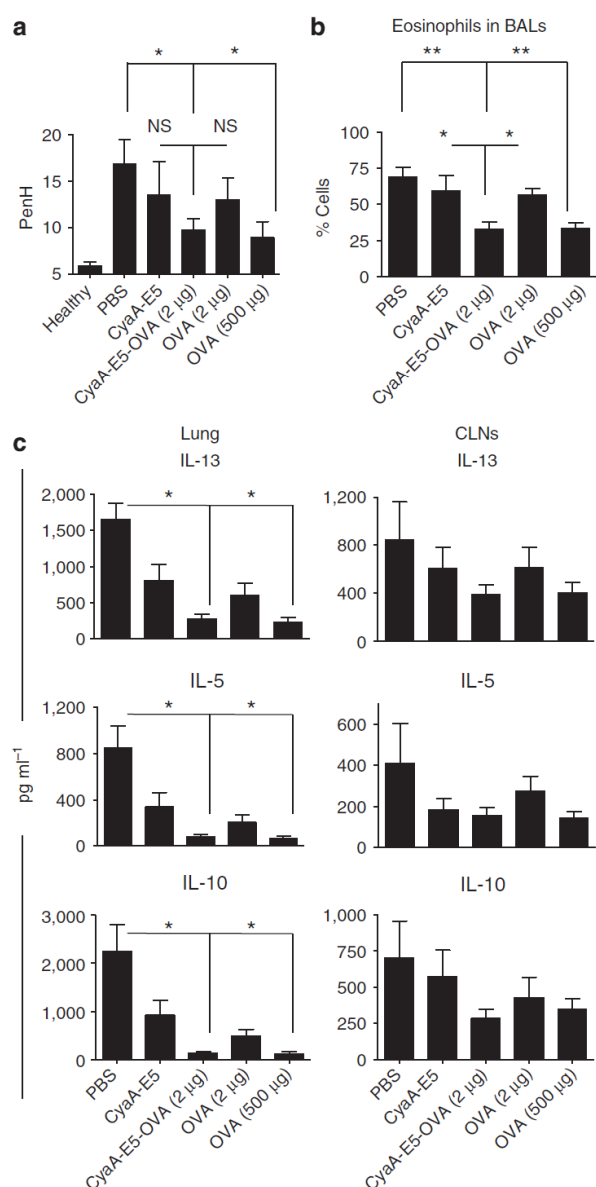 a
* *
NS NS
20
15
10
5
PenH
Healthy
PBS
CyaA-E5
CyaA-E5-OVA (2 µg)
OVA (2 µg)
OVA (500 µg)
b
Eosinophils in BALs
** **
* *
100
75
50
25
0
% Cells
PBS
CyaA-E5
CyaA-E5-OVA (2 µg)
OVA (2 µg)
OVA (500 µg)
c
pg ml⁻¹
Lung
IL-13
* *
2,000
1,500
1,000
500
0
CLNs
IL-13
1,200
800
400
0
IL-5
* *
1,200
800
400
0
IL-5
600
400
200
0
IL-10
* *
3,000
2,000
1,000
0
PBS
CyaA-E5
CyaA-E5-OVA (2 µg)
OVA (2 µg)
OVA (500 µg)
IL-10
1,000
750
500
250
0
PBS
CyaA-E5
CyaA-E5-OVA (2 µg)
OVA (2 µg)
OVA (500 µg)